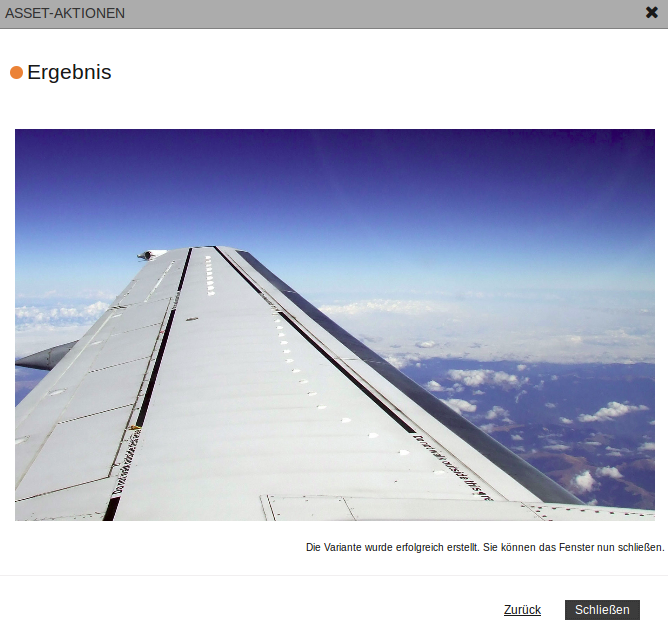 ASSET-AKTIONEN
Ergebnis
Die Variante wurde erfolgreich erstellt. Sie können das Fenster nun schließen.
Zurück
Schließen